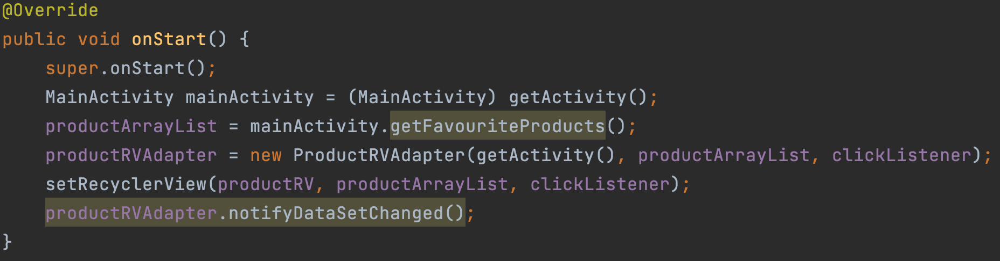 @Override
public void onStart() {
    super.onStart();
    MainActivity mainActivity = (MainActivity) getActivity();
    productArrayList = mainActivity.getFavouriteProducts();
    productRVAdapter = new ProductRVAdapter(getActivity(), productArrayList, clickListener);
    setRecyclerView(productRV, productArrayList, clickListener);
    productRVAdapter.notifyDataSetChanged();
}